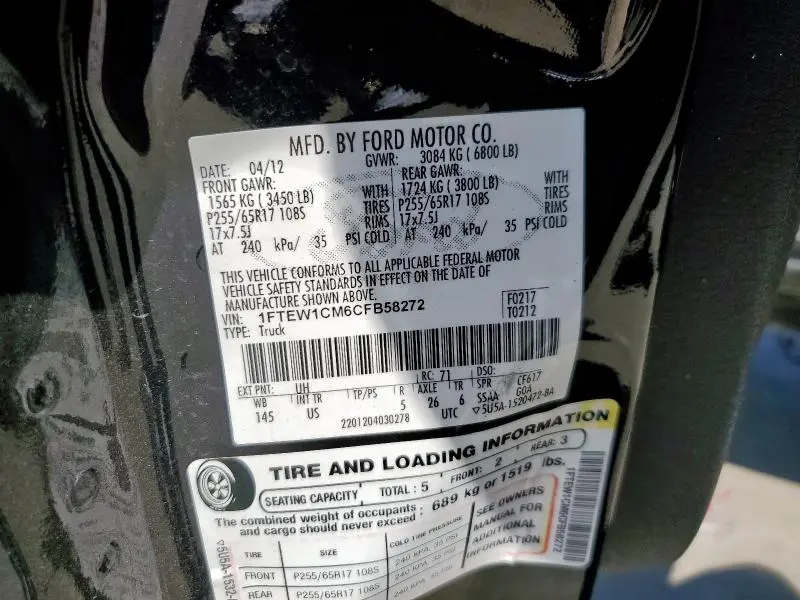 MFD. BY FORD MOTOR CO.
DATE: 04/12 GVWR: 3084 KG ( 6800 LB)
FRONT GAWR: REAR GAWR:
1565 KG ( 3450 LB) WITH 1724 KG ( 3800 LB) WITH
P255/65R17 108S TIRES P255/65R17 108S TIRES
17x7.5J RIMS 17x7.5J RIMS
AT 240 kPa/ 35 PSI COLD AT 240 kPa/ 35 PSI COLD
THIS VEHICLE CONFORMS TO ALL APPLICABLE FEDERAL MOTOR
VEHICLE SAFETY STANDARDS IN EFFECT ON THE DATE OF
MANUFACTURE SHOWN ABOVE.
VIN: 1FTEW1CM6CFB58272 F0217
TYPE: Truck T0212
EXT PNT: UH RC: 71 DSO: CF617
WB INT TR TP/PS R AXLE TR SPR GOA
145 US 5 26 6 SSAA
2201204030278 UTC ▽5U5A-1520472-BA
TIRE AND LOADING INFORMATION
SEATING CAPACITY TOTAL: 5 FRONT: 2 REAR: 3
The combined weight of occupants
and cargo should never exceed: 689 kg or 1519 lbs.
TIRE SIZE COLD TIRE PRESSURE
FRONT P255/65R17 108S 240 KPA, 35 PSI
REAR P255/65R17 108S 240 KPA, 35 PSI
SEE OWNERS
MANUAL FOR
ADDITIONAL
INFORMATION
1FTEW1CM6CFB58272
▽5U5A-1532-